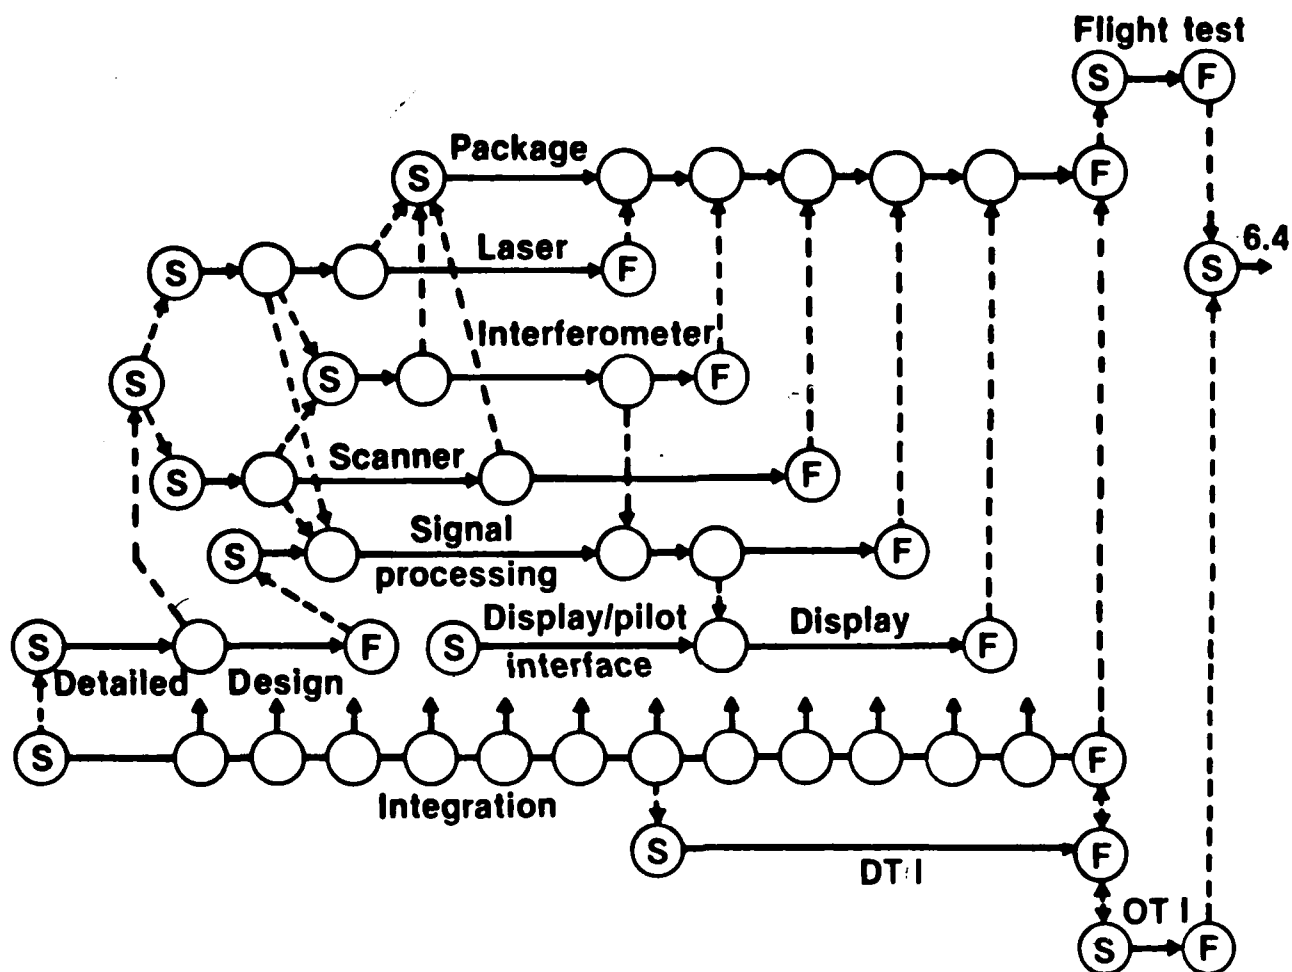 Flight test
S F
Package
S F
6.4
Laser
S F S
Interferometer
S S F
Scanner
S F
Signal
S F
processing
Display/pilot
S F S Display F
interface
Detailed Design
S F
Integration
S F
DT I
OT I
S F